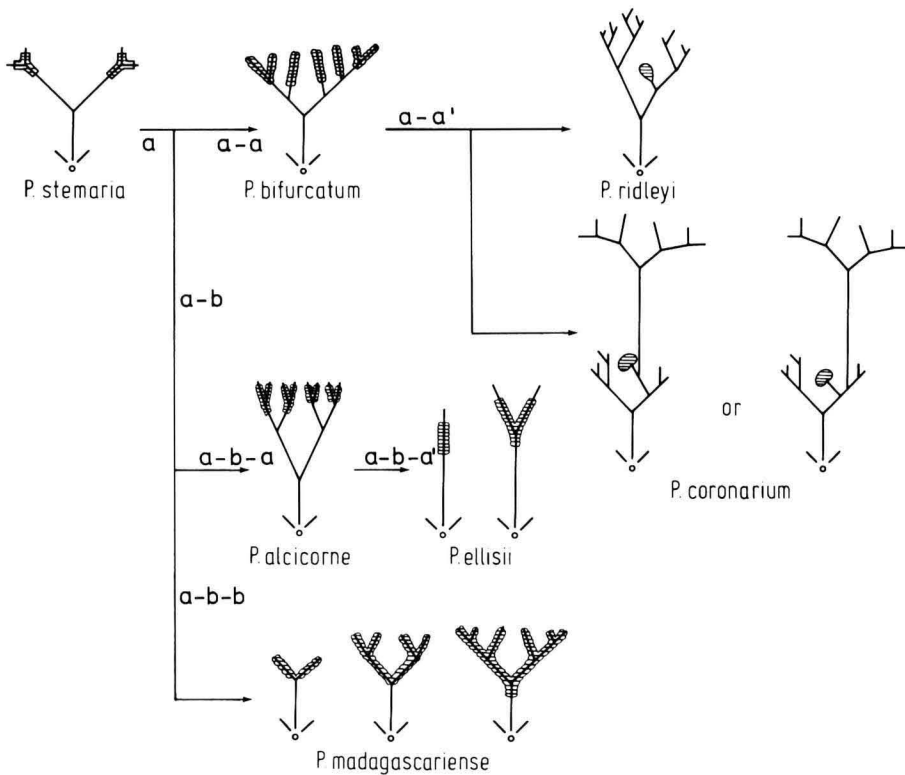 a-a'
a
a-a
P. stemaria
P. bifurcatum
P. ridleyi
a-b
or
a-b-a
a-b-a'
P. coronarium
P. alcicorne
P. ellisii
a-b-b
P. madagascariense